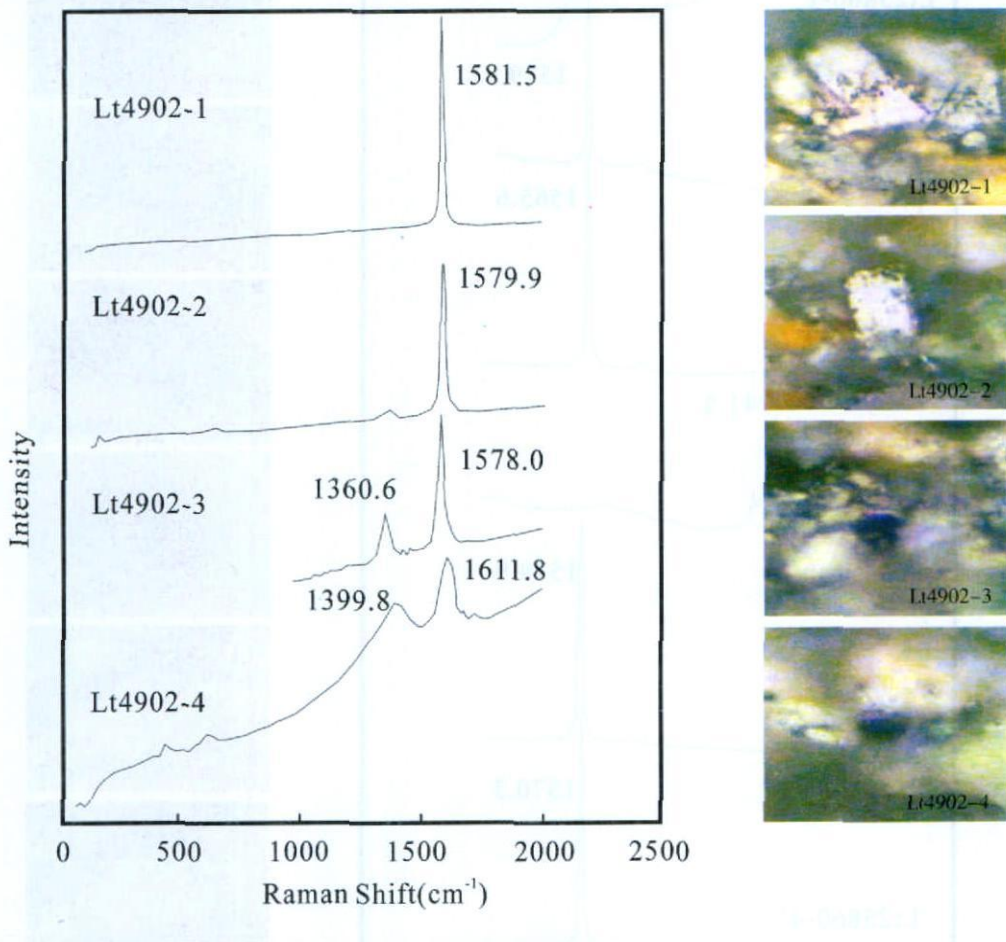 1581.5
Lt4902-1
1579.9
Lt4902-2
1578.0
1360.6
Lt4902-3
1611.8
1399.8
Lt4902-4
Intensity
0 500 1000 1500 2000 2500
Raman Shift(cm⁻¹)
Lt4902-1
Lt4902-2
Lt4902-3
Lt4902-4